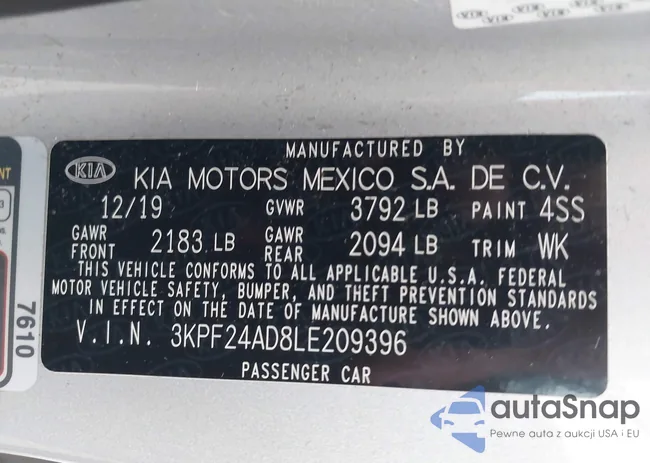 MANUFACTURED BY
KIA KIA MOTORS MEXICO S.A. DE C.V.
12/19 GVWR 3792 LB PAINT 4SS
GAWR FRONT 2183 LB GAWR REAR 2094 LB TRIM WK
THIS VEHICLE CONFORMS TO ALL APPLICABLE U.S.A. FEDERAL
MOTOR VEHICLE SAFETY, BUMPER, AND THEFT PREVENTION STANDARDS
IN EFFECT ON THE DATE OF MANUFACTURE SHOWN ABOVE.
V.I.N. 3KPF24AD8LE209396
PASSENGER CAR
7610
autaSnap
Pewne auta z aukcji USA i EU